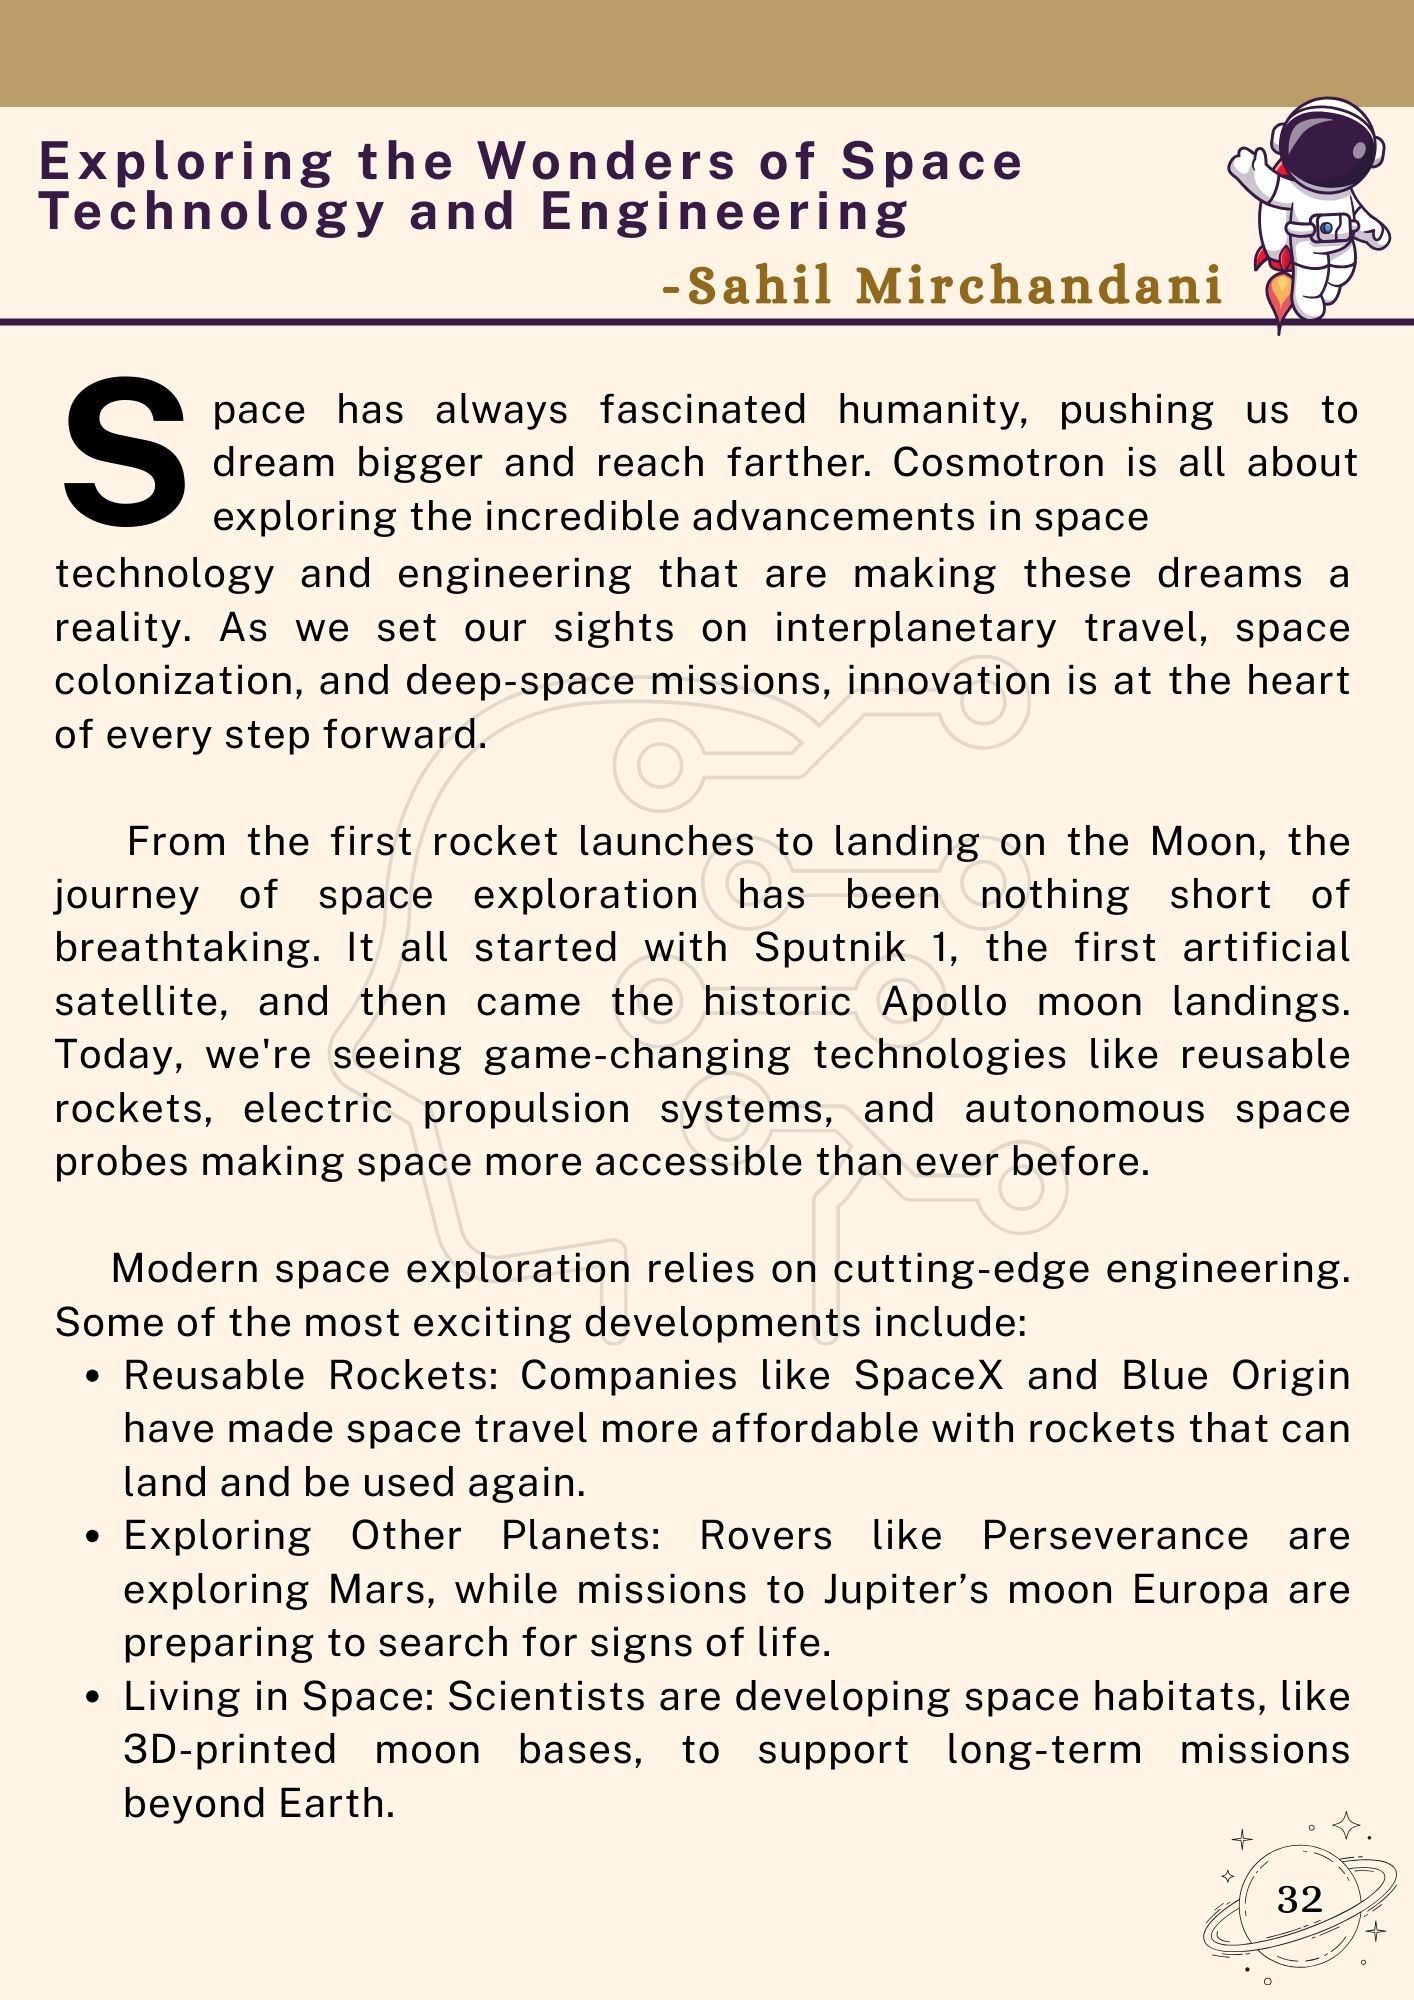 Exploring the Wonders of Space
Technology and Engineering
-Sahil Mirchandani
Space has always fascinated humanity, pushing us to
dream bigger and reach farther. Cosmotron is all about
exploring the incredible advancements in space
technology and engineering that are making these dreams a
reality. As we set our sights on interplanetary travel, space
colonization, and deep-space missions, innovation is at the heart
of every step forward.
From the first rocket launches to landing on the Moon, the
journey of space exploration has been nothing short of
breathtaking. It all started with Sputnik 1, the first artificial
satellite, and then came the historic Apollo moon landings.
Today, we're seeing game-changing technologies like reusable
rockets, electric propulsion systems, and autonomous space
probes making space more accessible than ever before.
Modern space exploration relies on cutting-edge engineering.
Some of the most exciting developments include:
• Reusable Rockets: Companies like SpaceX and Blue Origin
have made space travel more affordable with rockets that can
land and be used again.
• Exploring Other Planets: Rovers like Perseverance are
exploring Mars, while missions to Jupiter’s moon Europa are
preparing to search for signs of life.
• Living in Space: Scientists are developing space habitats, like
3D-printed moon bases, to support long-term missions
beyond Earth.
32